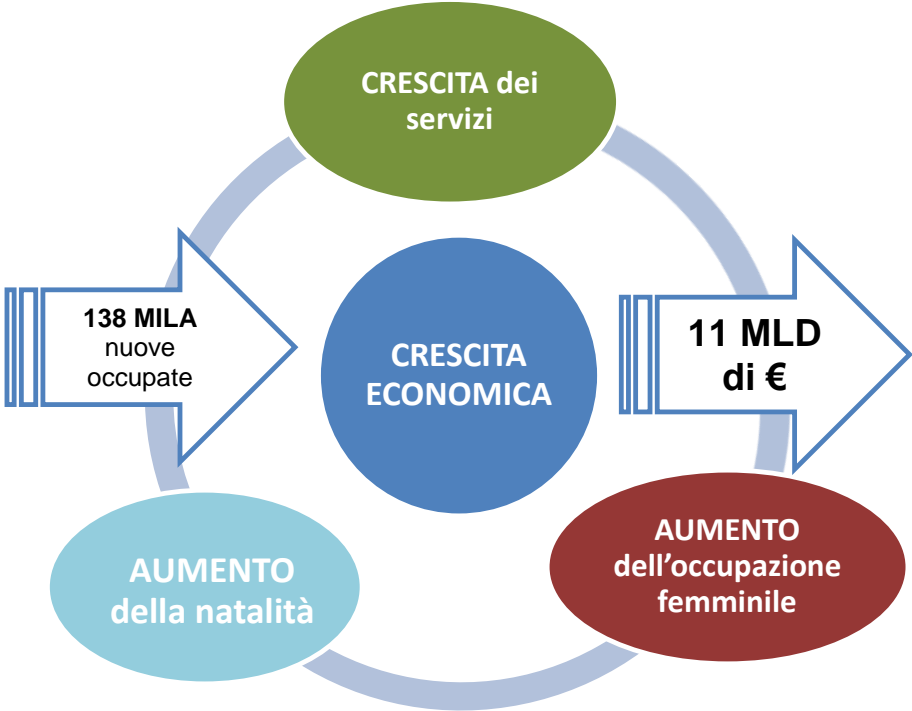 CRESCITA dei
servizi
138 MILA
nuove
occupate
CRESCITA
ECONOMICA
11 MLD
di €
AUMENTO
della natalità
AUMENTO
dell’occupazione
femminile